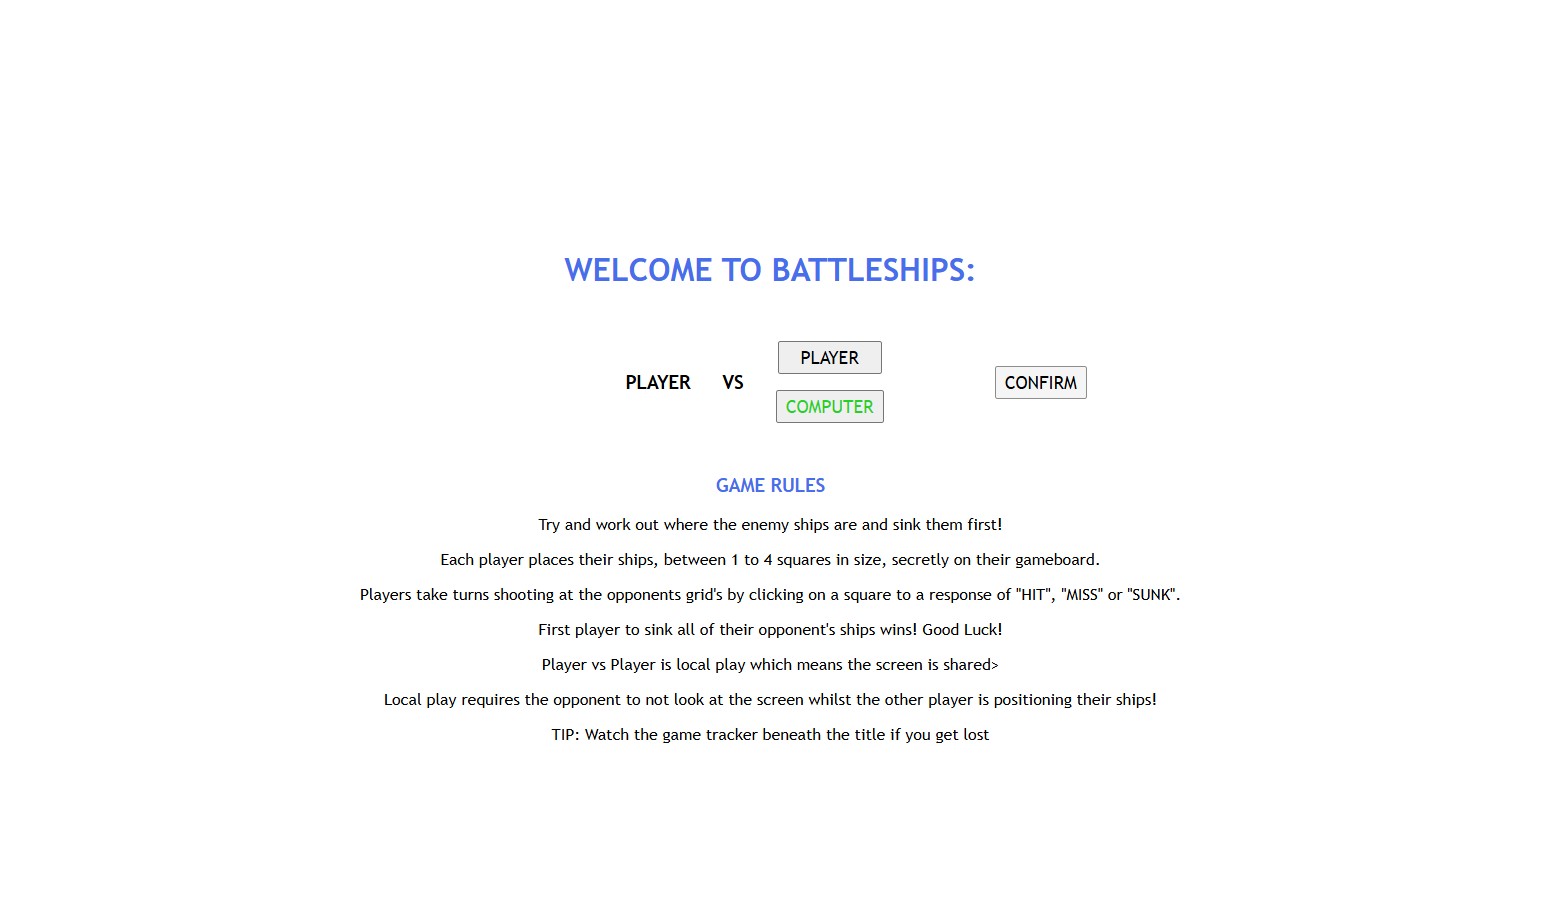 WELCOME TO BATTLESHIPS:
PLAYER VS
PLAYER
COMPUTER
CONFIRM
GAME RULES
Try and work out where the enemy ships are and sink them first!
Each player places their ships, between 1 to 4 squares in size, secretly on their gameboard.
Players take turns shooting at the opponents grid's by clicking on a square to a response of "HIT", "MISS" or "SUNK".
First player to sink all of their opponent's ships wins! Good Luck!
Player vs Player is local play which means the screen is shared>
Local play requires the opponent to not look at the screen whilst the other player is positioning their ships!
TIP: Watch the game tracker beneath the title if you get lost